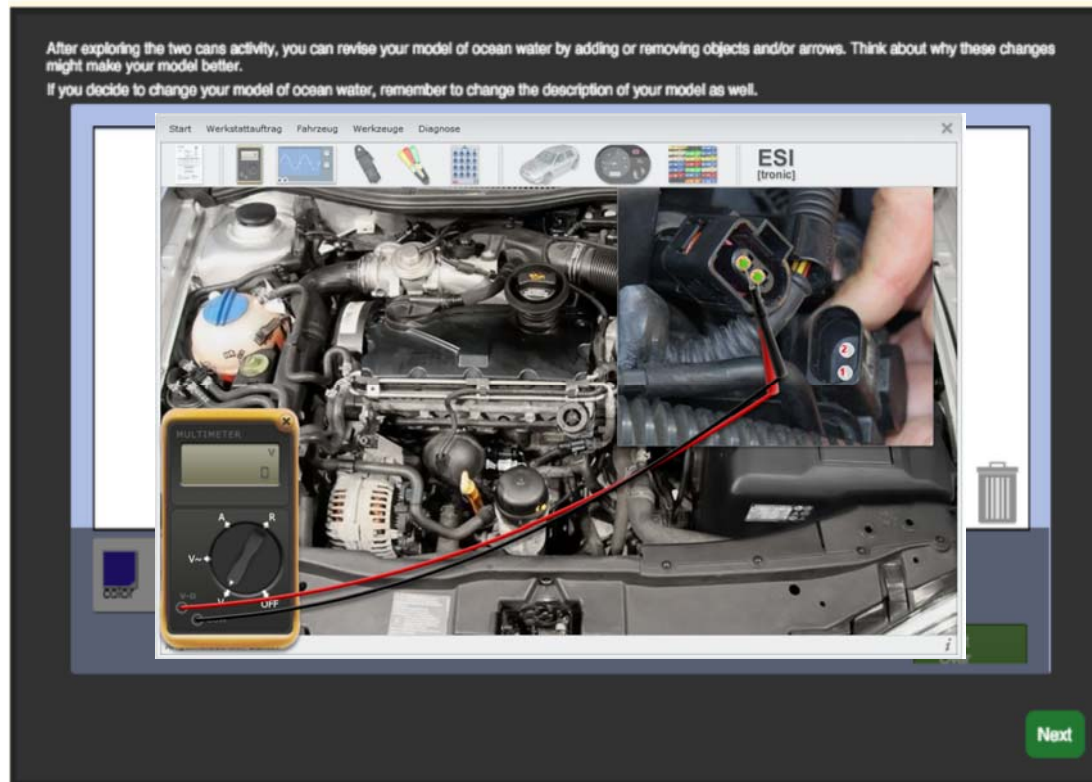 After exploring the two cans activity, you can revise your model of ocean water by adding or removing objects and/or arrows. Think about why these changes
might make your model better.
If you decide to change your model of ocean water, remember to change the description of your model as well.
Start Werkstattauftrag Fahrzeug Werkzeuge Diagnose
ESI
[tronic]
2
1
MULTIMETER
V
0
A R
V~
V OFF
V-Ω
color
i
Next